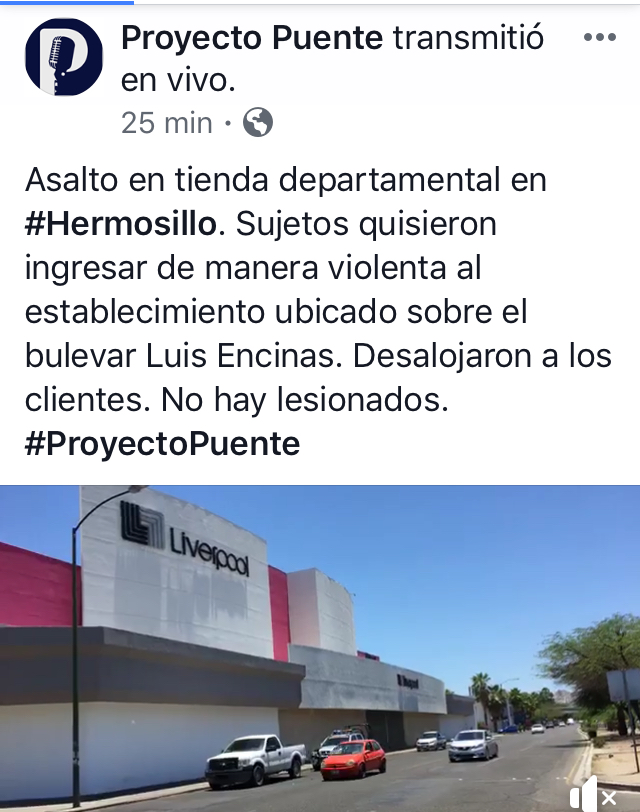 Proyecto Puente transmitió
en vivo.
25 min ·
Asalto en tienda departamental en
#Hermosillo. Sujetos quisieron
ingresar de manera violenta al
establecimiento ubicado sobre el
bulevar Luis Encinas. Desalojaron a los
clientes. No hay lesionados.
#ProyectoPuente
Liverpool